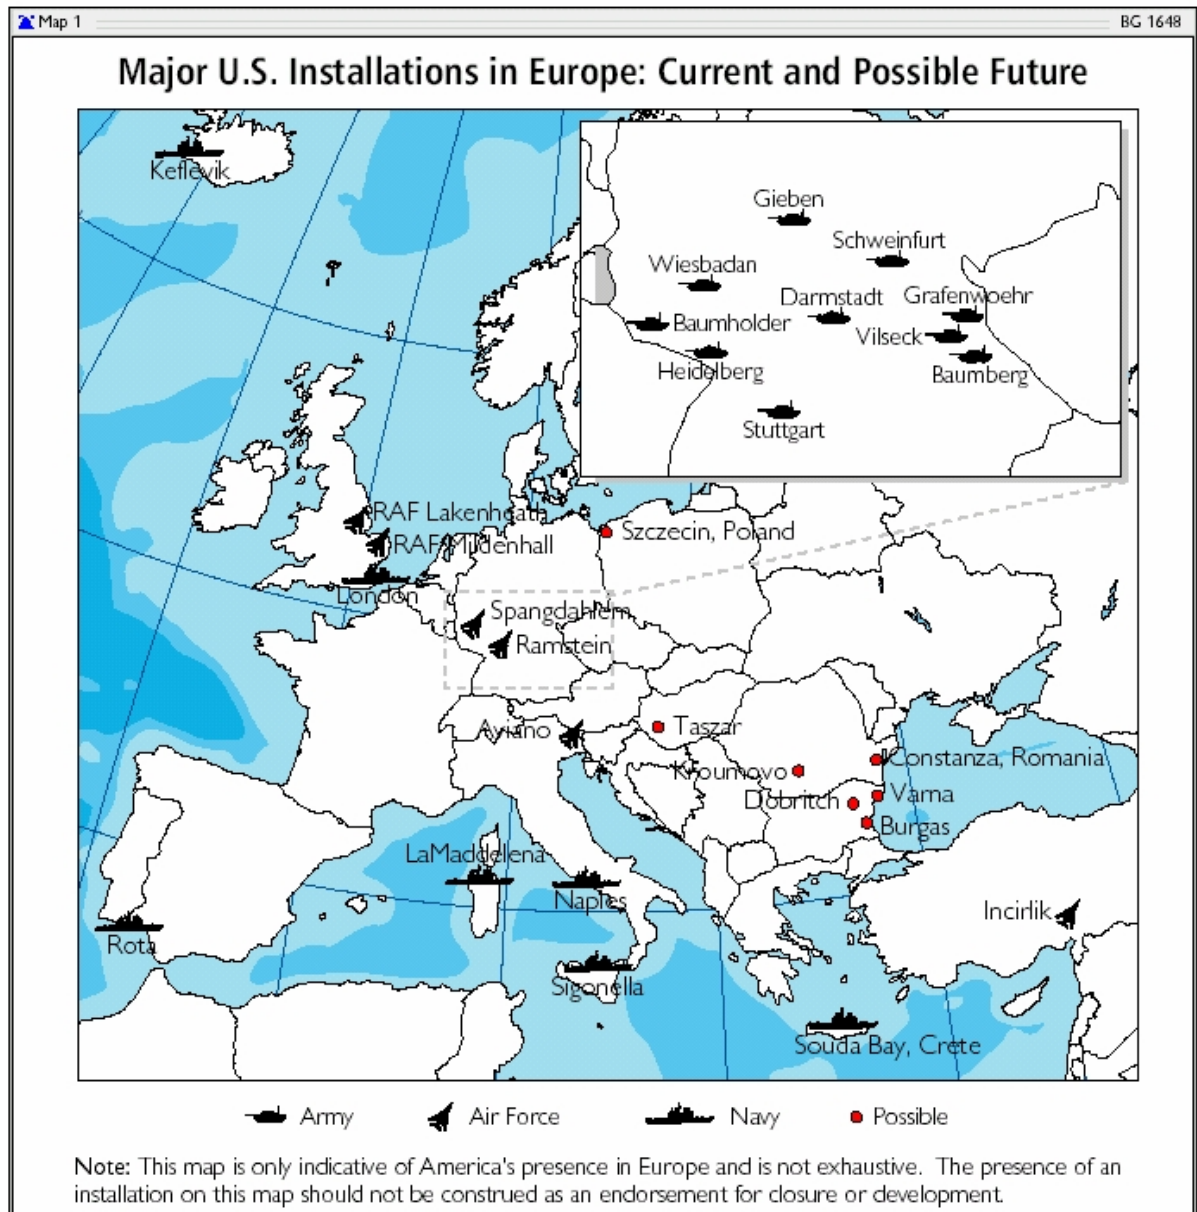 Map 1
BG 1648
Major U.S. Installations in Europe: Current and Possible Future
Keflevik
Gieben
Schweinfurt
Wiesbadan
Darmstadt
Grafenwoehr
Baumholder
Vilseck
Heidelberg
Baumberg
Stuttgart
RAF Lakenheath
RAF Mildenhall
London
Szczecin, Poland
Spangdahlem
Ramstein
Aviano
Taszar
Constanza, Romania
Kroumovo
Dobritch
Varna
Burgas
LaMaddelena
Naples
Rota
Sigonella
Incirlik
Souda Bay, Crete
Army
Air Force
Navy
Possible
Note: This map is only indicative of America's presence in Europe and is not exhaustive. The presence of an
installation on this map should not be construed as an endorsement for closure or development.